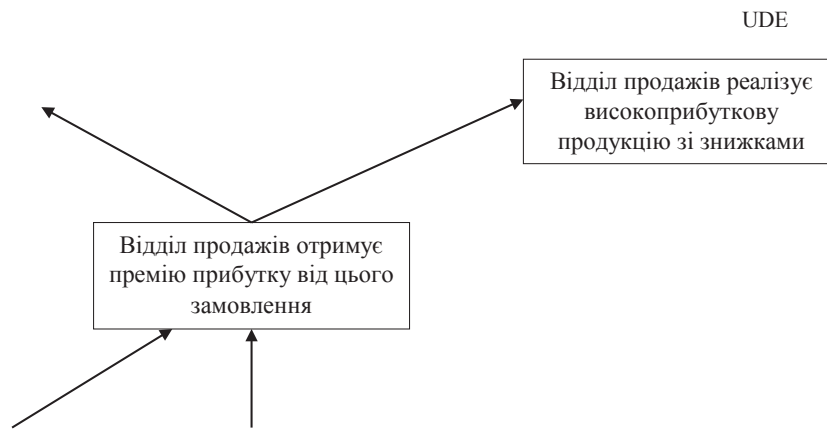 UDE
Відділ продажів реалізує
високоприбуткову
продукцію зі знижками
Відділ продажів отримує
премію прибутку від цього
замовлення